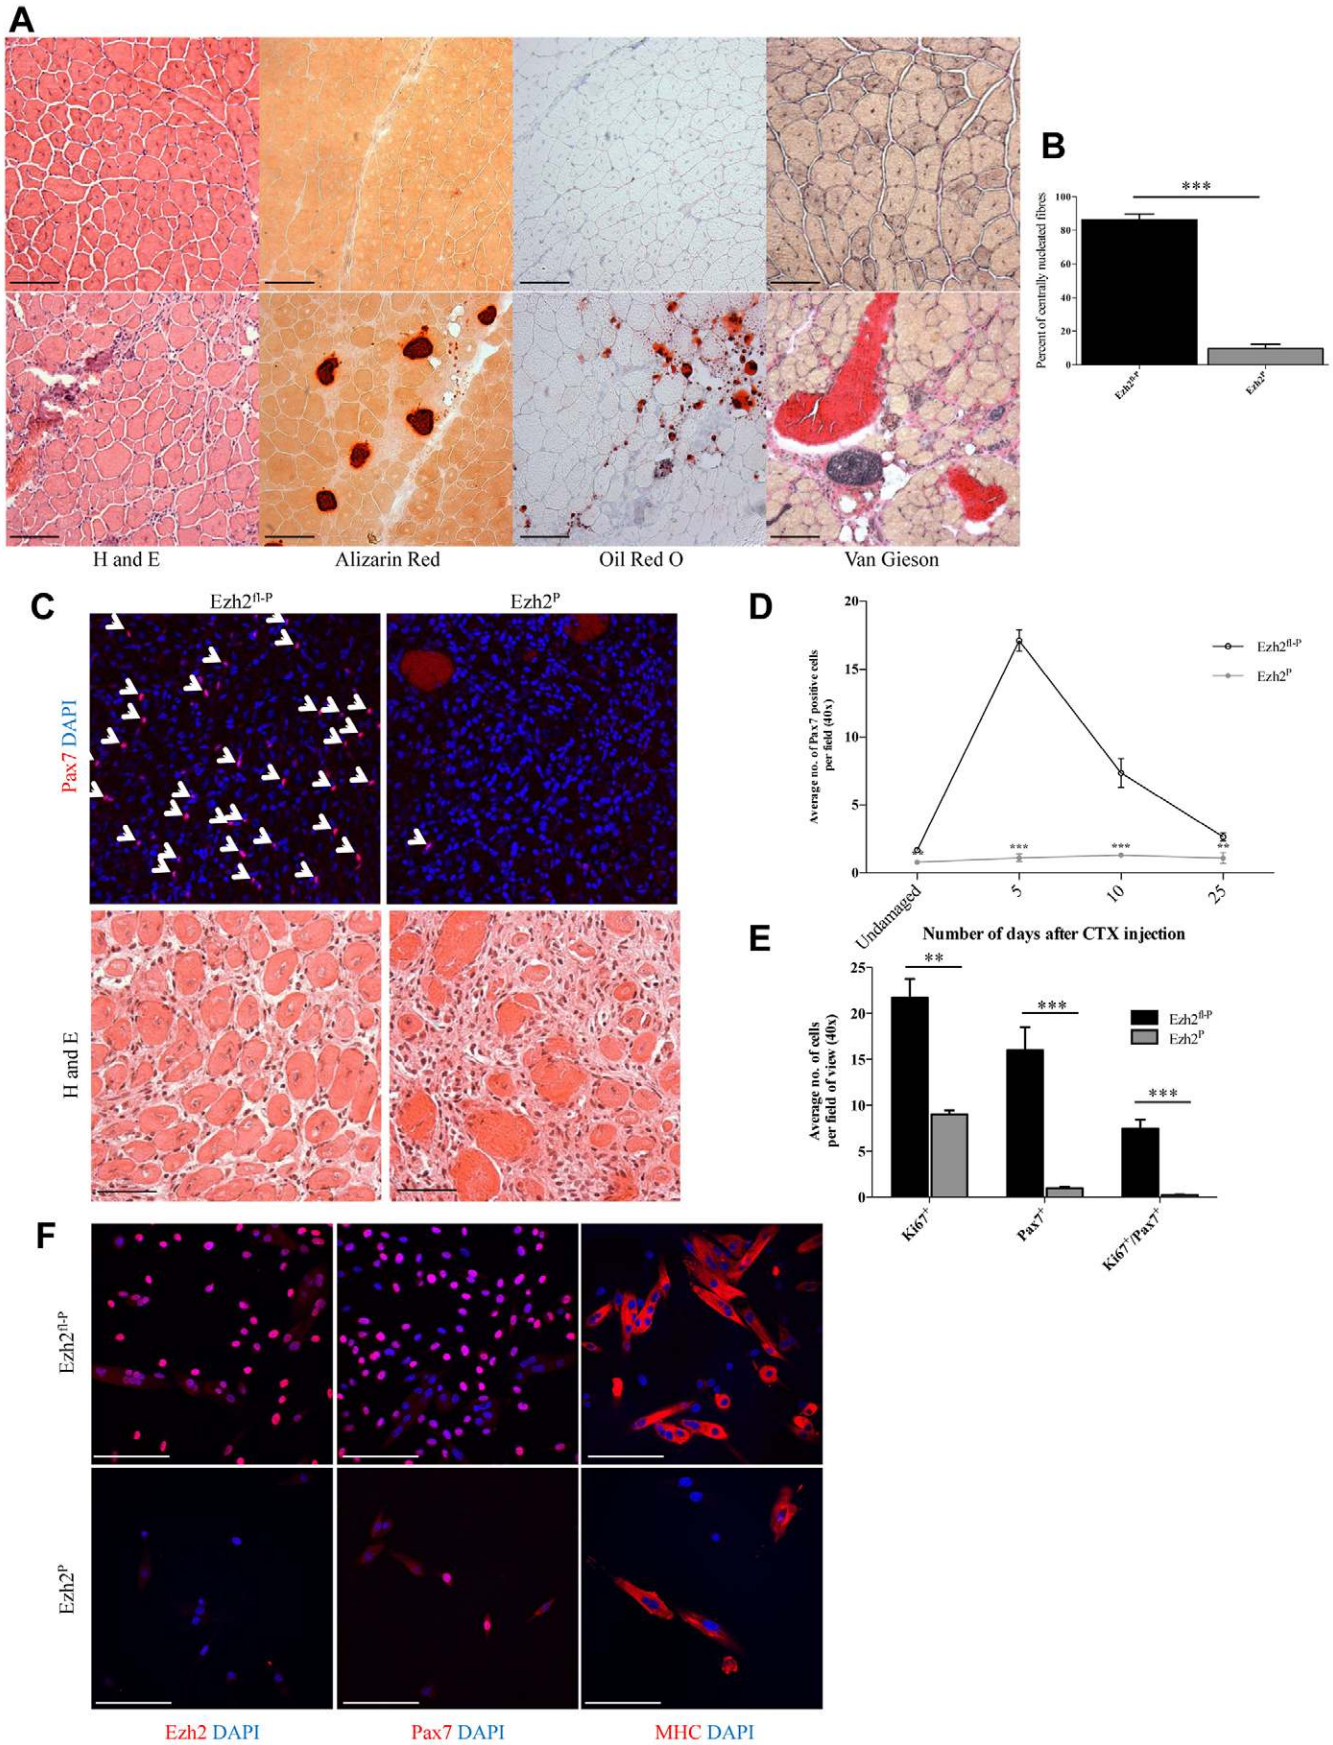 A
H and E
Alizarin Red
Oil Red O
Van Gieson
B
***
Percent of centrally nucleated fibres
100
80
60
40
20
0
Ezh2fl-P
Ezh2P
C
Ezh2fl-P
Ezh2P
Pax7 DAPI
H and E
D
Average no. of Pax7 positive cells
per field (40x)
20
15
10
5
0
Ezh2fl-P
Ezh2P
**
***
***
**
Undamaged
5
10
25
Number of days after CTX injection
E
Average no. of cells
per field of view (40x)
25
20
15
10
5
0
**
***
***
Ezh2fl-P
Ezh2P
Ki67+
Pax7+
Ki67+/Pax7+
F
Ezh2fl-P
Ezh2P
Ezh2 DAPI
Pax7 DAPI
MHC DAPI